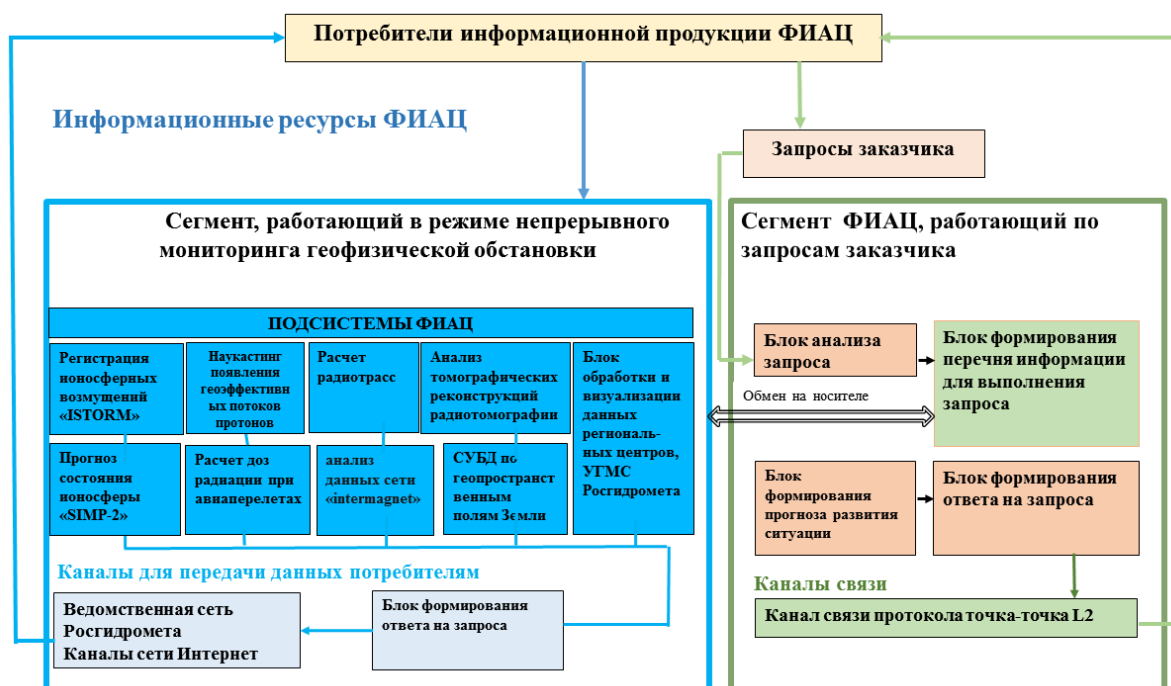 Потребители информационной продукции ФИАЦ
Информационные ресурсы ФИАЦ
Запросы заказчика
Сегмент, работающий в режиме непрерывного
мониторинга геофизической обстановки
ПОДСИСТЕМЫ ФИАЦ
Регистрация
ионосферных
возмущений
«ISTORM»
Наукастинг
появления
геоэффективн
ых потоков
протонов
Расчет
радиотрасс
Анализ
томографических
реконструкций
радиотомографии
Блок
обработки и
визуализации
данных
региональ-
ных центров,
УГМС
Росгидромета
Прогноз
состояния
ионосферы
«SIMP-2»
Расчет доз
радиации при
авиаперелетах
анализ
данных сети
«intermagnet»
СУБД по
геопространст
венным
полям Земли
Каналы для передачи данных потребителям
Ведомственная сеть
Росгидромета
Каналы сети Интернет
Блок формирования
ответа на запроса
Сегмент ФИАЦ, работающий по
запросам заказчика
Блок анализа
запроса
Блок формирования
перечня информации
для выполнения
запроса
Обмен на носителе
Блок
формирования
прогноза развития
ситуации
Блок формирования
ответа на запроса
Каналы связи
Канал связи протокола точка-точка L2